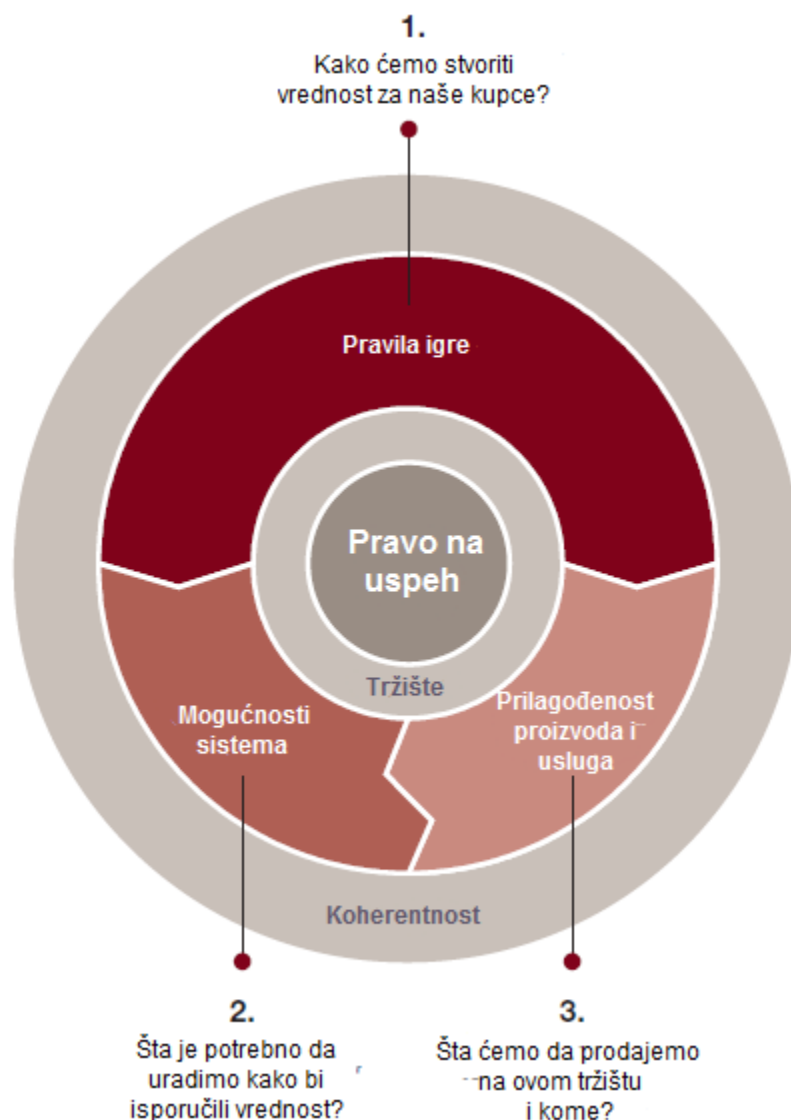 1.
Kako ćemo stvoriti
vrednost za naše kupce?
Pravila igre
Pravo na
uspeh
Tržište
Mogućnosti
sistema
Prilagođenost
proizvoda i
usluga
Koherentnost
2.
Šta je potrebno da
uradimo kako bi
isporučili vrednost?
3.
Šta ćemo da prodajemo
na ovom tržištu
i kome?